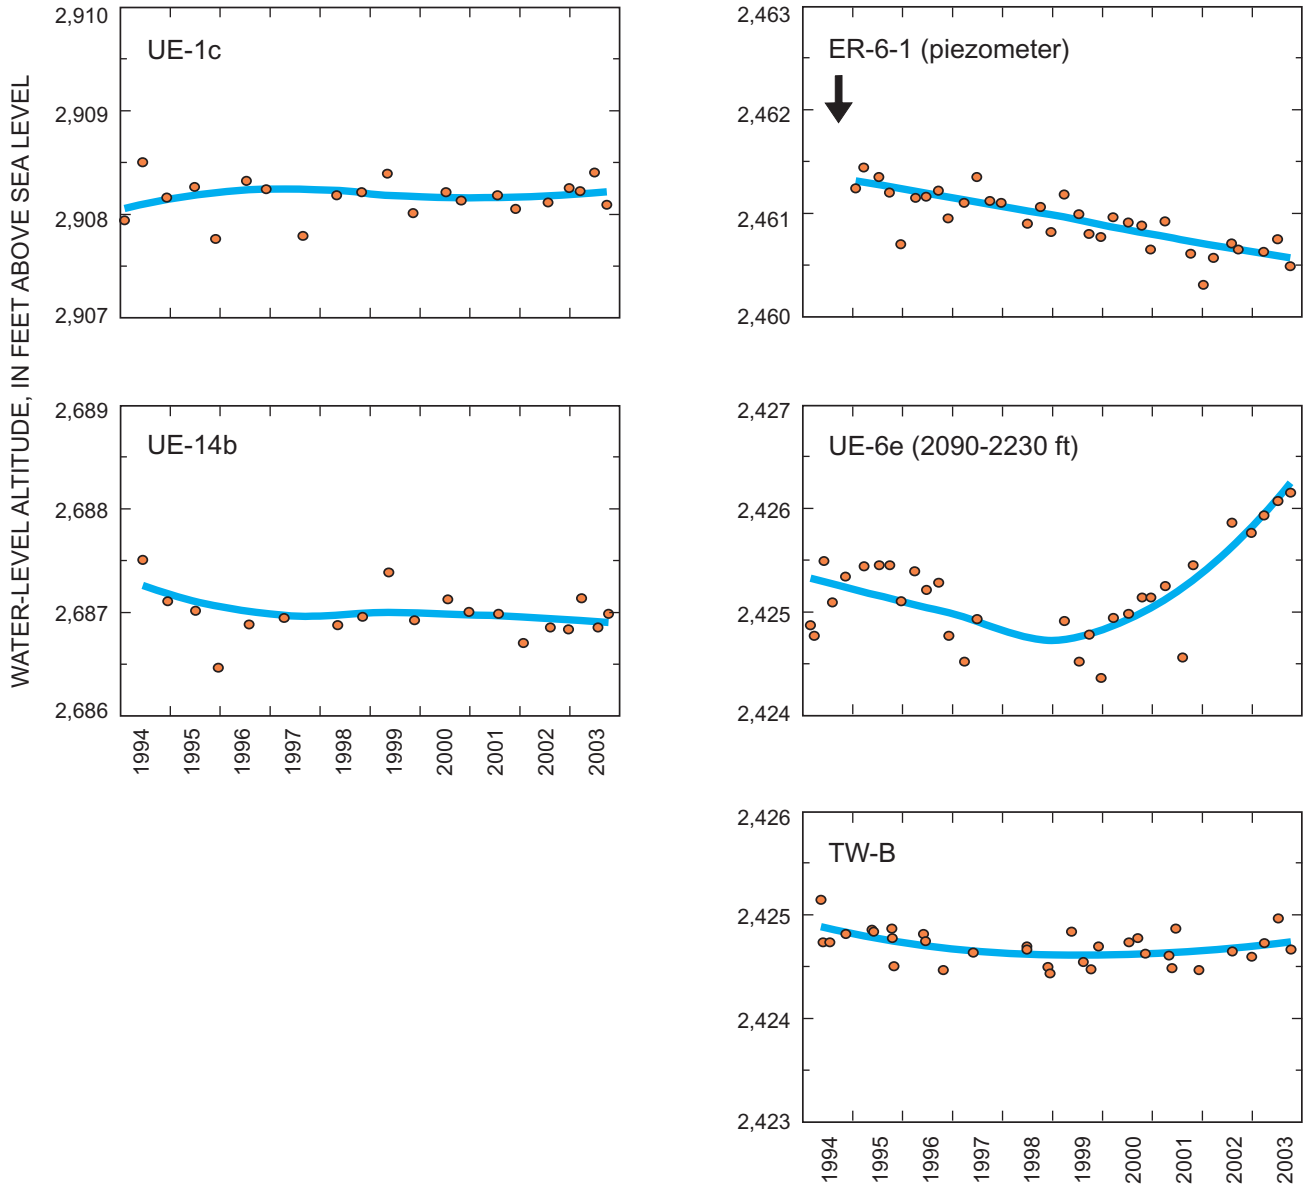 WATER-LEVEL ALTITUDE, IN FEET ABOVE SEA LEVEL
UE-1c
2,910
2,909
2,908
2,907
ER-6-1 (piezometer)
2,463
2,462
2,461
2,460
UE-14b
2,689
2,688
2,687
2,686
1994 1995 1996 1997 1998 1999 2000 2001 2002 2003
UE-6e (2090-2230 ft)
2,427
2,426
2,425
2,424
TW-B
2,426
2,425
2,424
2,423
1994 1995 1996 1997 1998 1999 2000 2001 2002 2003